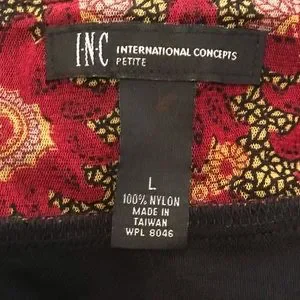 I·N·C INTERNATIONAL CONCEPTS
PETITE
L
100% NYLON
MADE IN
TAIWAN
WPL 8046